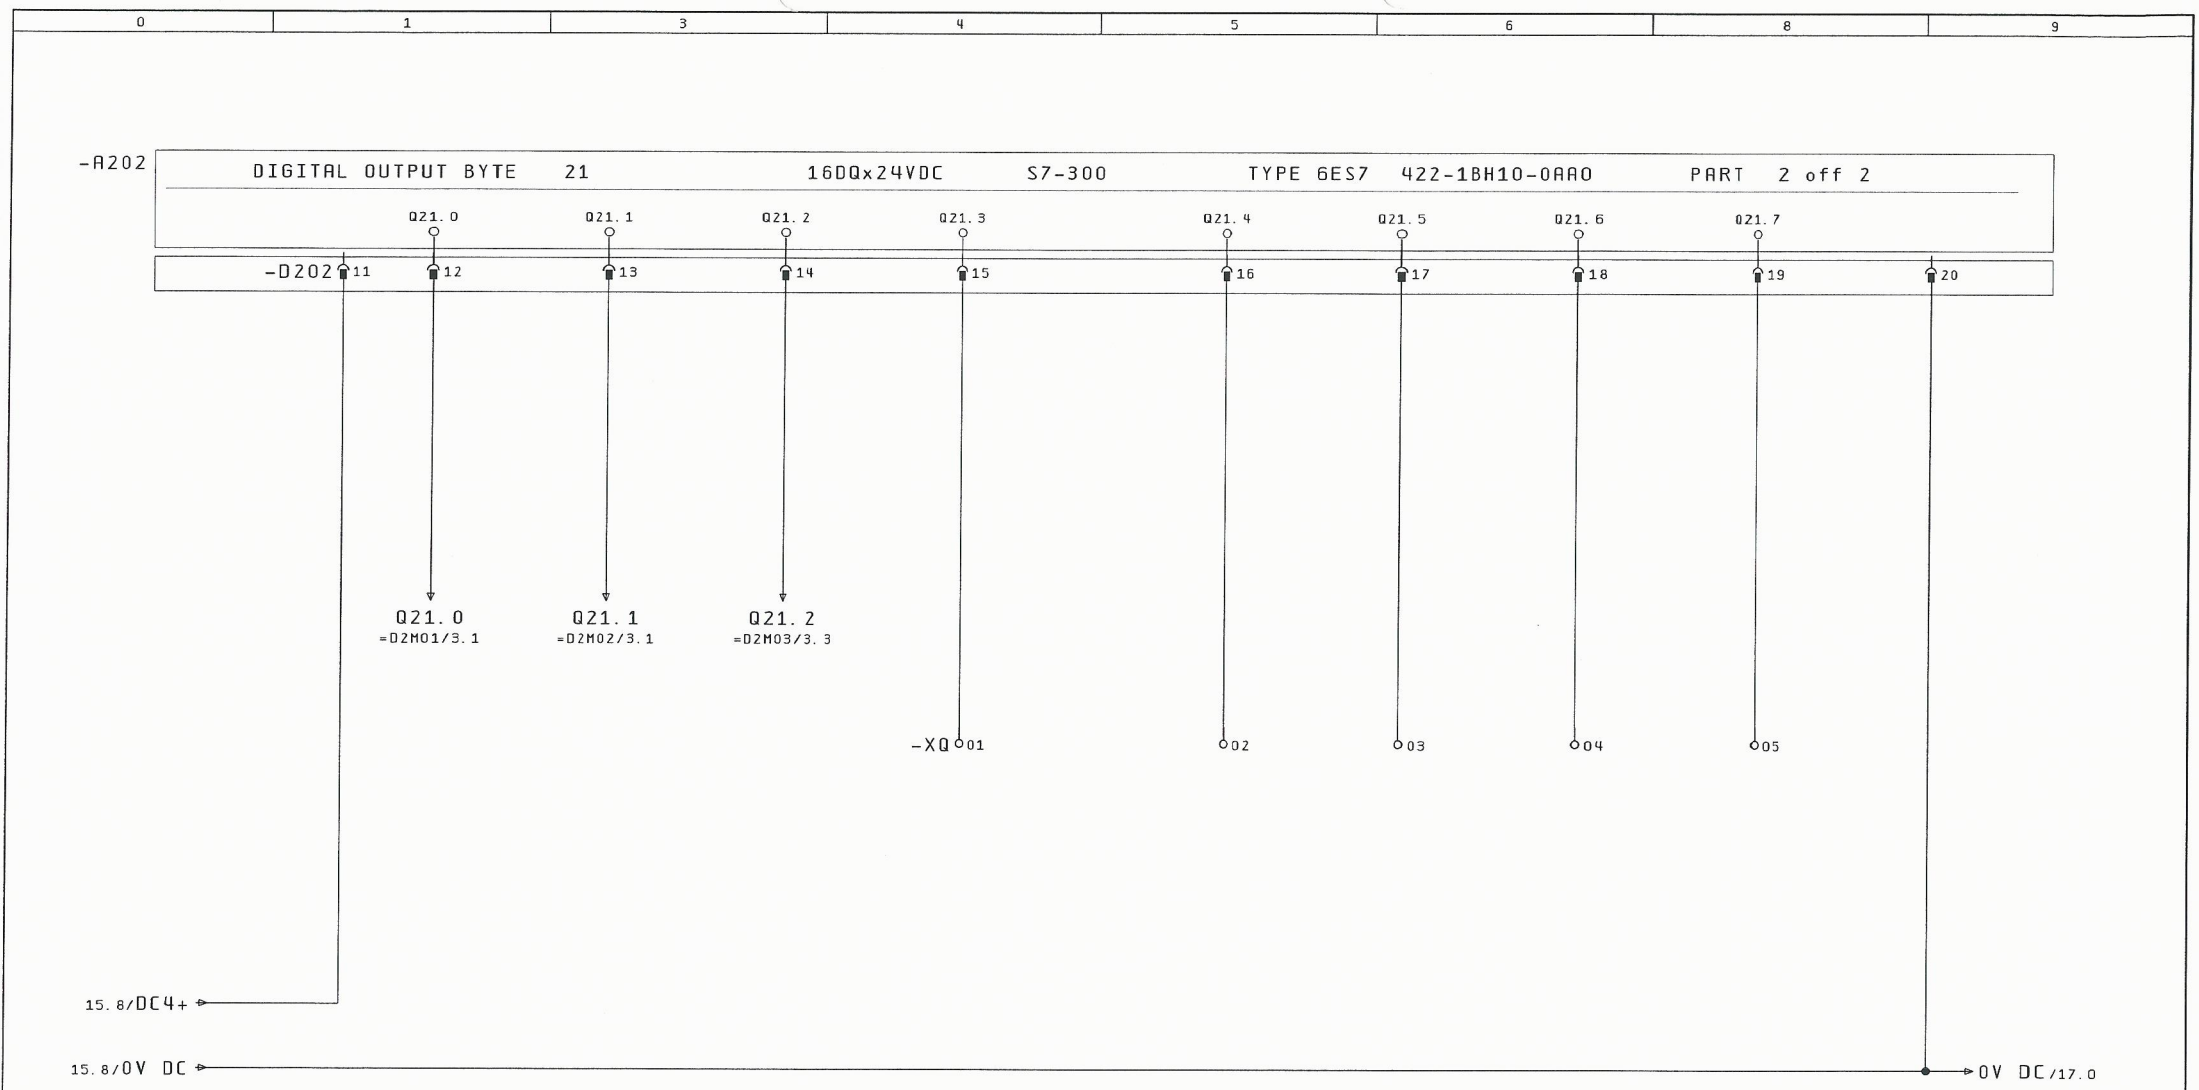 0 1 3 4 5 6 8 9
-A202 DIGITAL OUTPUT BYTE 21 16DQx24VDC S7-300 TYPE 6ES7 422-1BH10-0AA0 PART 2 off 2
Q21.0 Q21.1 Q21.2 Q21.3 Q21.4 Q21.5 Q21.6 Q21.7
-D202 11 12 13 14 15 16 17 18 19 20
Q21.0 Q21.1 Q21.2
=D2M01/3.1 =D2M02/3.1 =D2M03/3.3
-XQ 01 02 03 04 05
15.8/DC4+
15.8/0V DC 0V DC/17.0